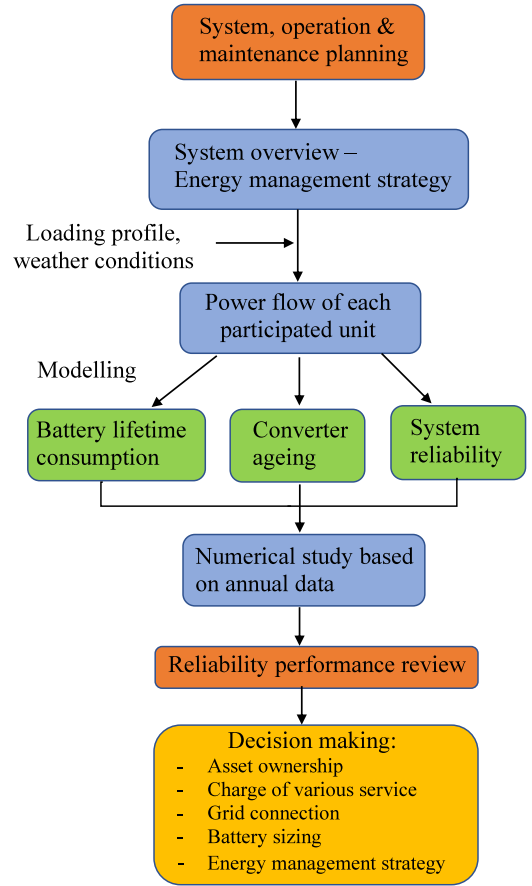 System, operation &
maintenance planning
System overview –
Energy management strategy
Loading profile,
weather conditions
Power flow of each
participated unit
Modelling
Battery lifetime
consumption
Converter
ageing
System
reliability
Numerical study based
on annual data
Reliability performance review
Decision making:
- Asset ownership
- Charge of various service
- Grid connection
- Battery sizing
- Energy management strategy